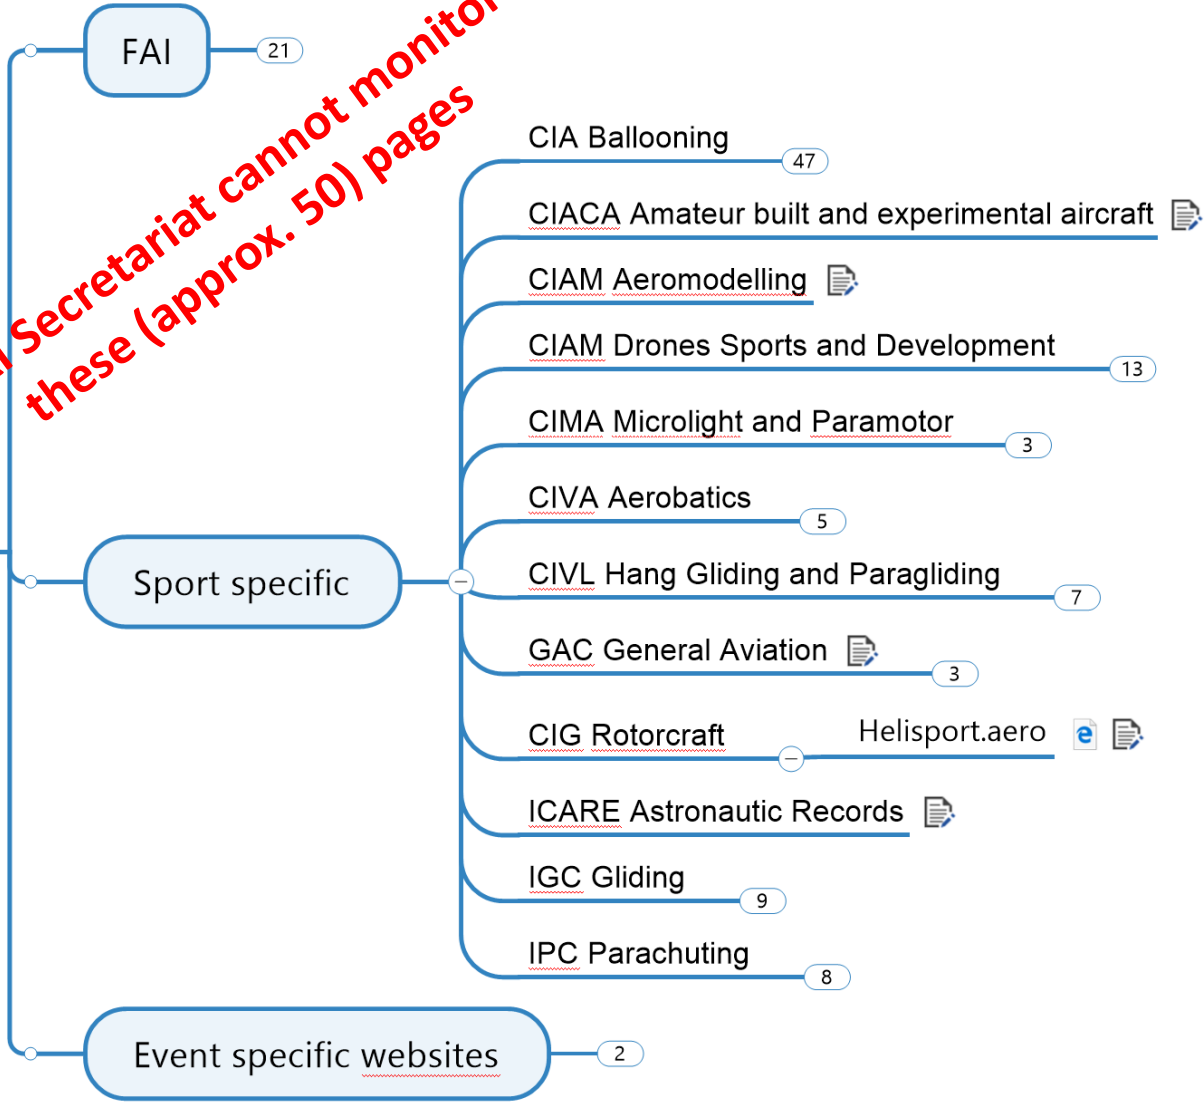 FAI
21
Secretariat cannot monitor
these (approx. 50) pages
CIA Ballooning
47
CIACA Amateur built and experimental aircraft
CIAM Aeromodelling
CIAM Drones Sports and Development
13
CIMA Microlight and Paramotor
3
CIVA Aerobatics
5
Sport specific
CIVL Hang Gliding and Paragliding
7
GAC General Aviation
3
CIG Rotorcraft
Helisport.aero
ICARE Astronautic Records
IGC Gliding
9
IPC Parachuting
8
Event specific websites
2